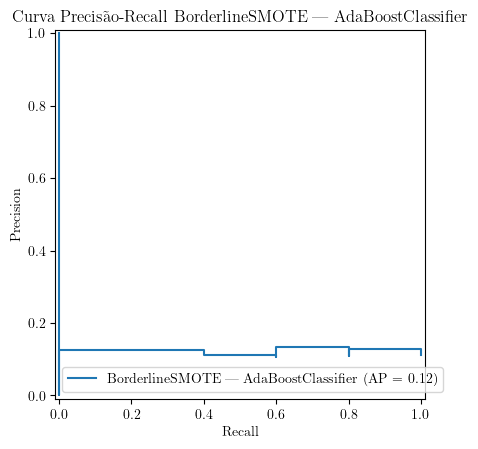 Curva Precisão-Recall BorderlineSMOTE — AdaBoostClassifier
1.0
0.8
0.6
0.4
0.2
0.0
Precision
BorderlineSMOTE — AdaBoostClassifier (AP = 0.12)
0.0 0.2 0.4 0.6 0.8 1.0
Recall